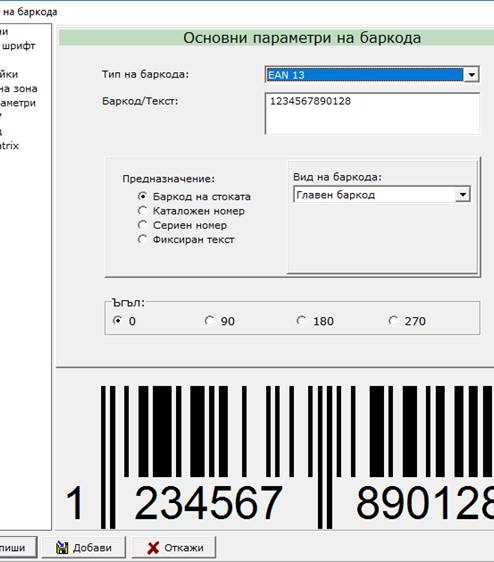 на баркода
ни
шрифт
йки
на зона
аметри
д
atrix
Основни параметри на баркода
Тип на баркода:
EAN 13
Баркод/Текст:
1234567890128
Предназначение:
Баркод на стоката
Каталожен номер
Сериен номер
Фиксиран текст
Вид на баркода:
Главен баркод
Ъгъл:
0 90 180 270
1 234567 890128
пиши Добави Откажи